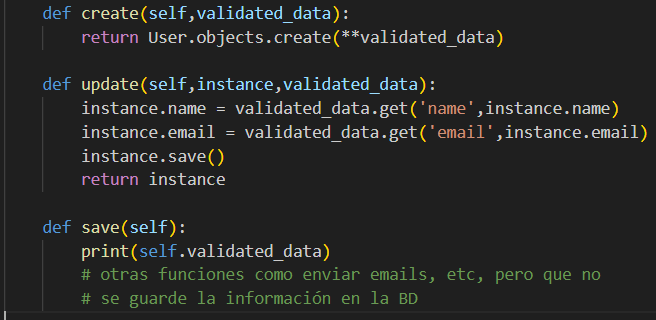 def create(self,validated_data):
    return User.objects.create(**validated_data)
def update(self,instance,validated_data):
    instance.name = validated_data.get('name',instance.name)
    instance.email = validated_data.get('email',instance.email)
    instance.save()
    return instance
def save(self):
    print(self.validated_data)
    # otras funciones como enviar emails, etc, pero que no
    # se guarde la información en la BD